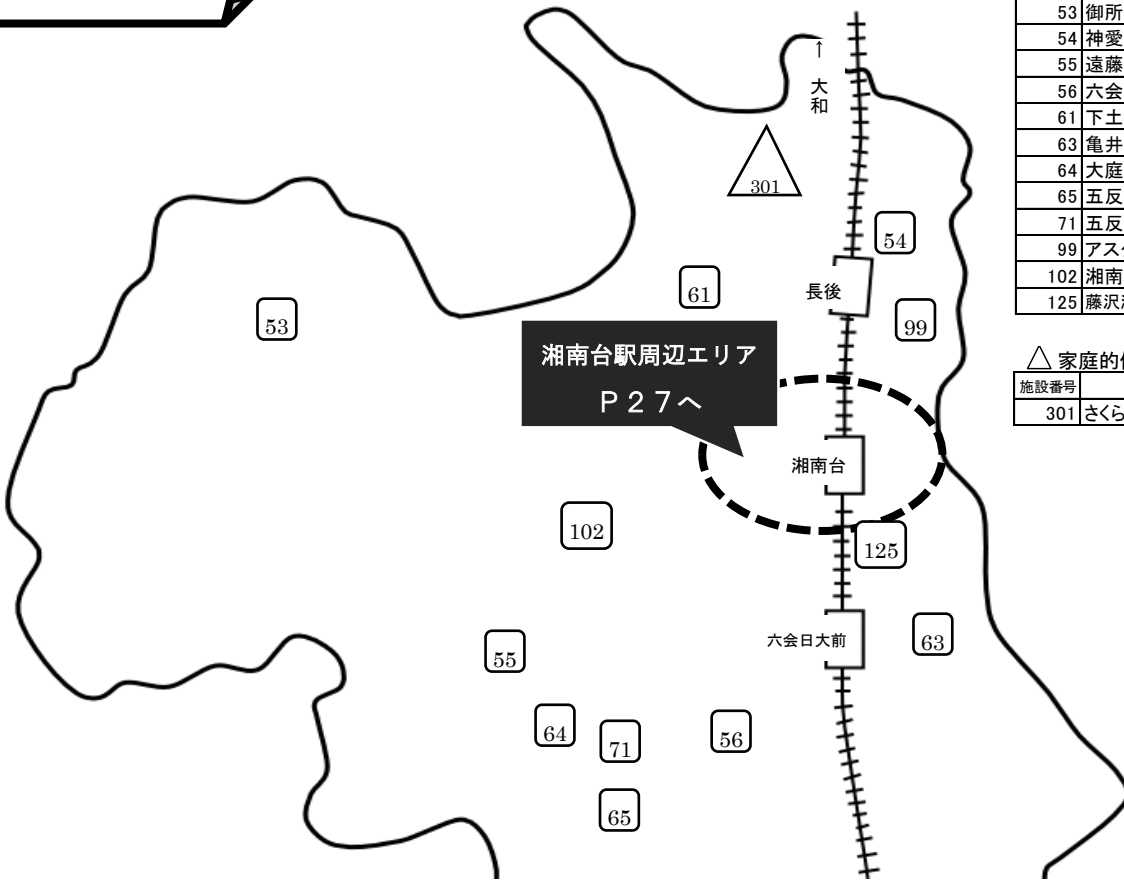 53 御所
54 神愛
55 遠藤
56 六会
61 下土
63 亀井
64 大庭
65 五反
71 五反
99 アス
102 湘南
125 藤沢
△ 家庭的
施設番号
301 さくら
↑
大和
301
54
61
長後
53
99
湘南台駅周辺エリア
P27へ
湘南台
102
125
六会日大前
63
55
64
71
56
65